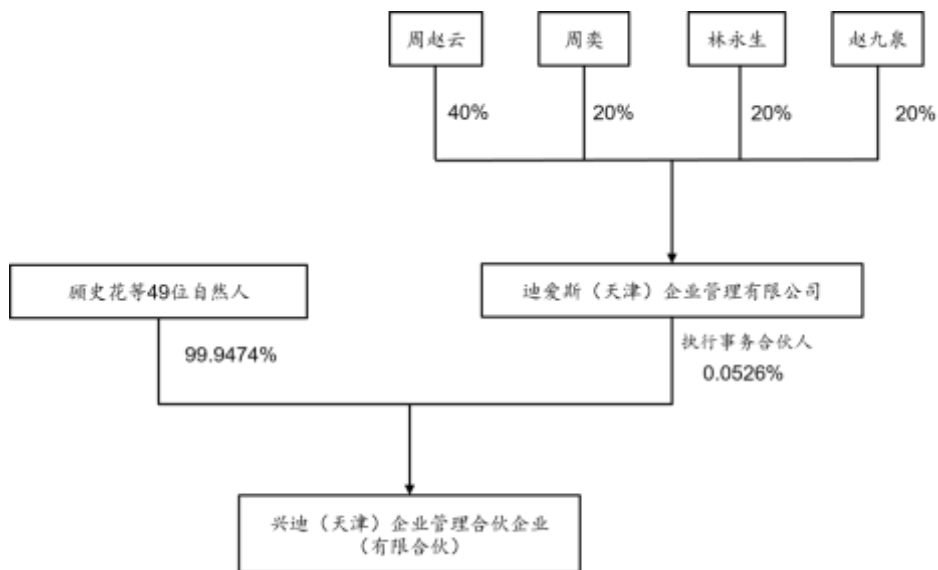 周赵云
周奕
林永生
赵九泉
40%
20%
20%
20%
顾史花等49位自然人
迪爱斯（天津）企业管理有限公司
99.9474%
执行事务合伙人
0.0526%
兴迪（天津）企业管理合伙企业
（有限合伙）